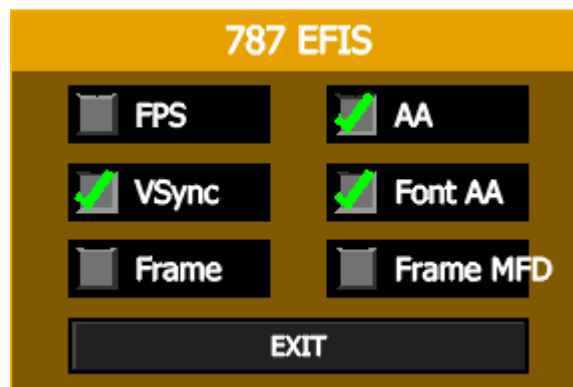 787 EFIS
FPS AA
VSync Font AA
Frame Frame MFD
EXIT